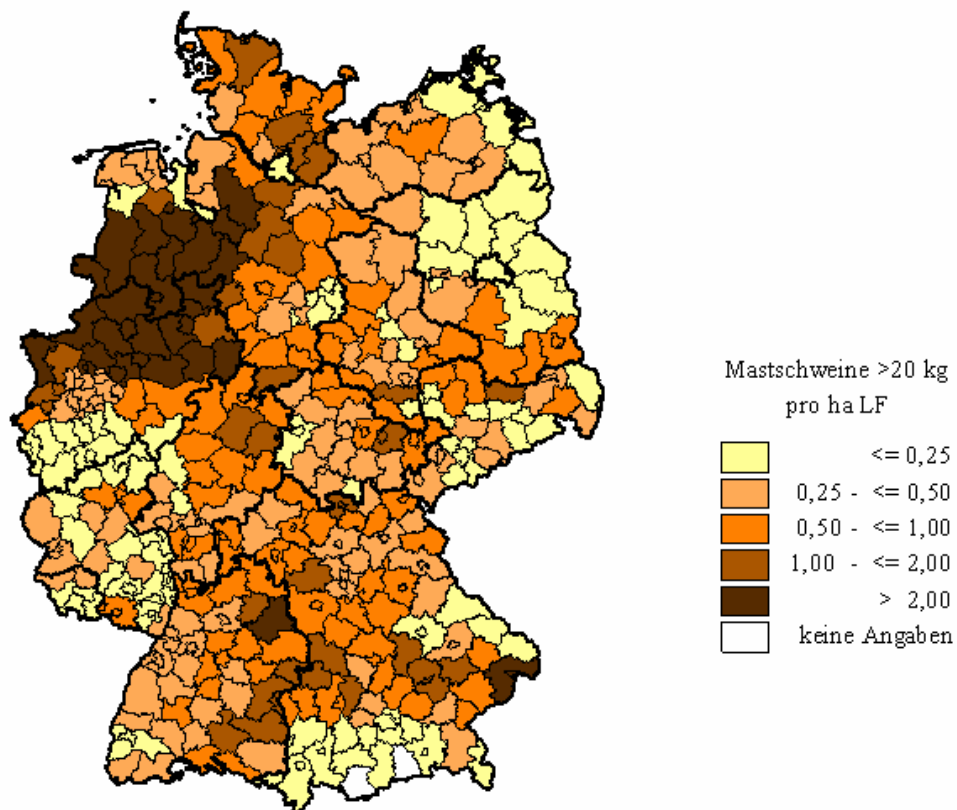 Mastschweine >20 kg
pro ha LF
<= 0,25
0,25 - <= 0,50
0,50 - <= 1,00
1,00 - <= 2,00
> 2,00
keine Angaben